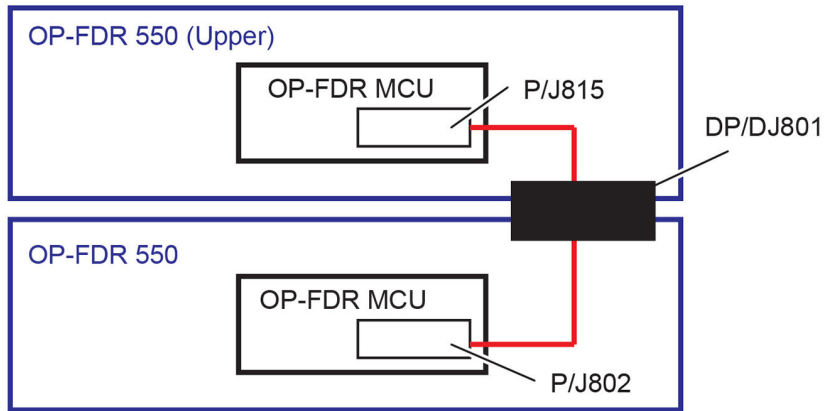 OP-FDR 550 (Upper)
OP-FDR MCU
P/J815
DP/DJ801
OP-FDR 550
OP-FDR MCU
P/J802